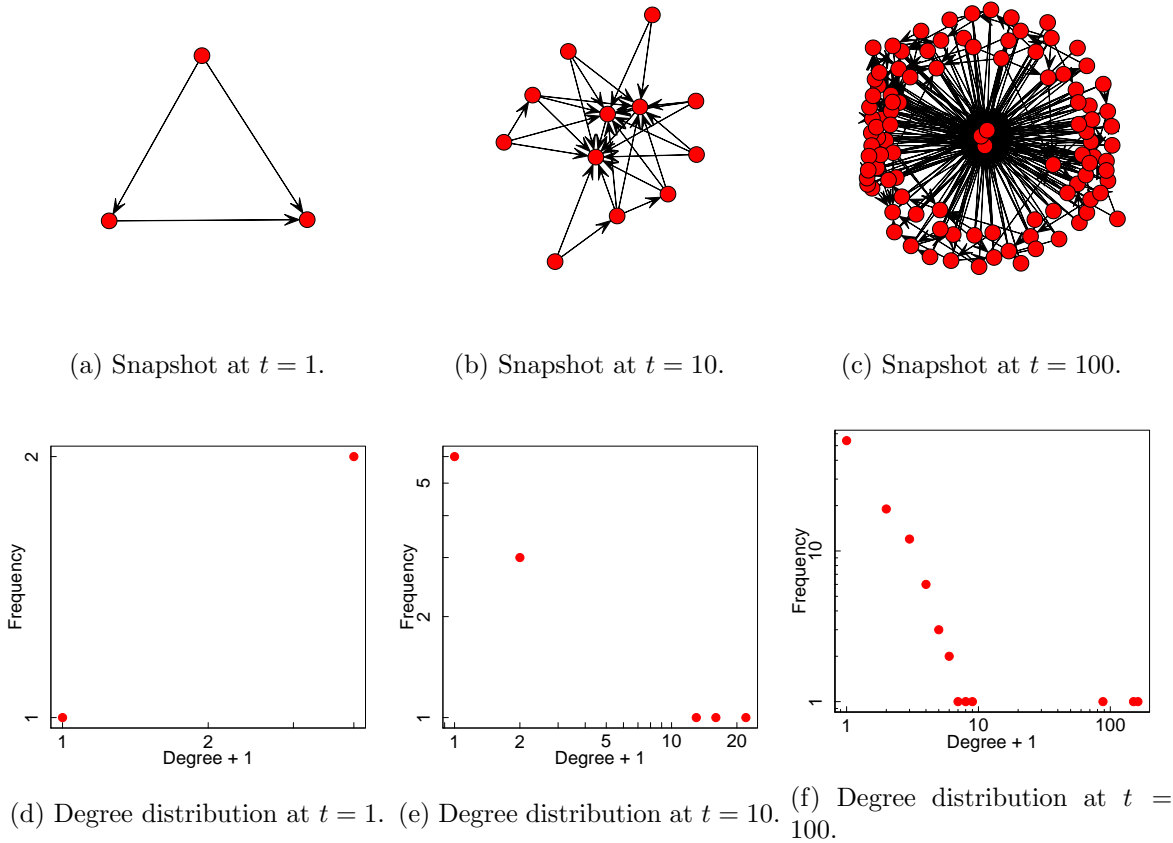 (a) Snapshot at t = 1.
(b) Snapshot at t = 10.
(c) Snapshot at t = 100.
Frequency
1
2
1
2
Degree + 1
Frequency
1
2
5
1
2
5
10
20
Degree + 1
Frequency
1
10
1
10
100
Degree + 1
(d) Degree distribution at t = 1.
(e) Degree distribution at t = 10.
(f) Degree distribution at t =
100.